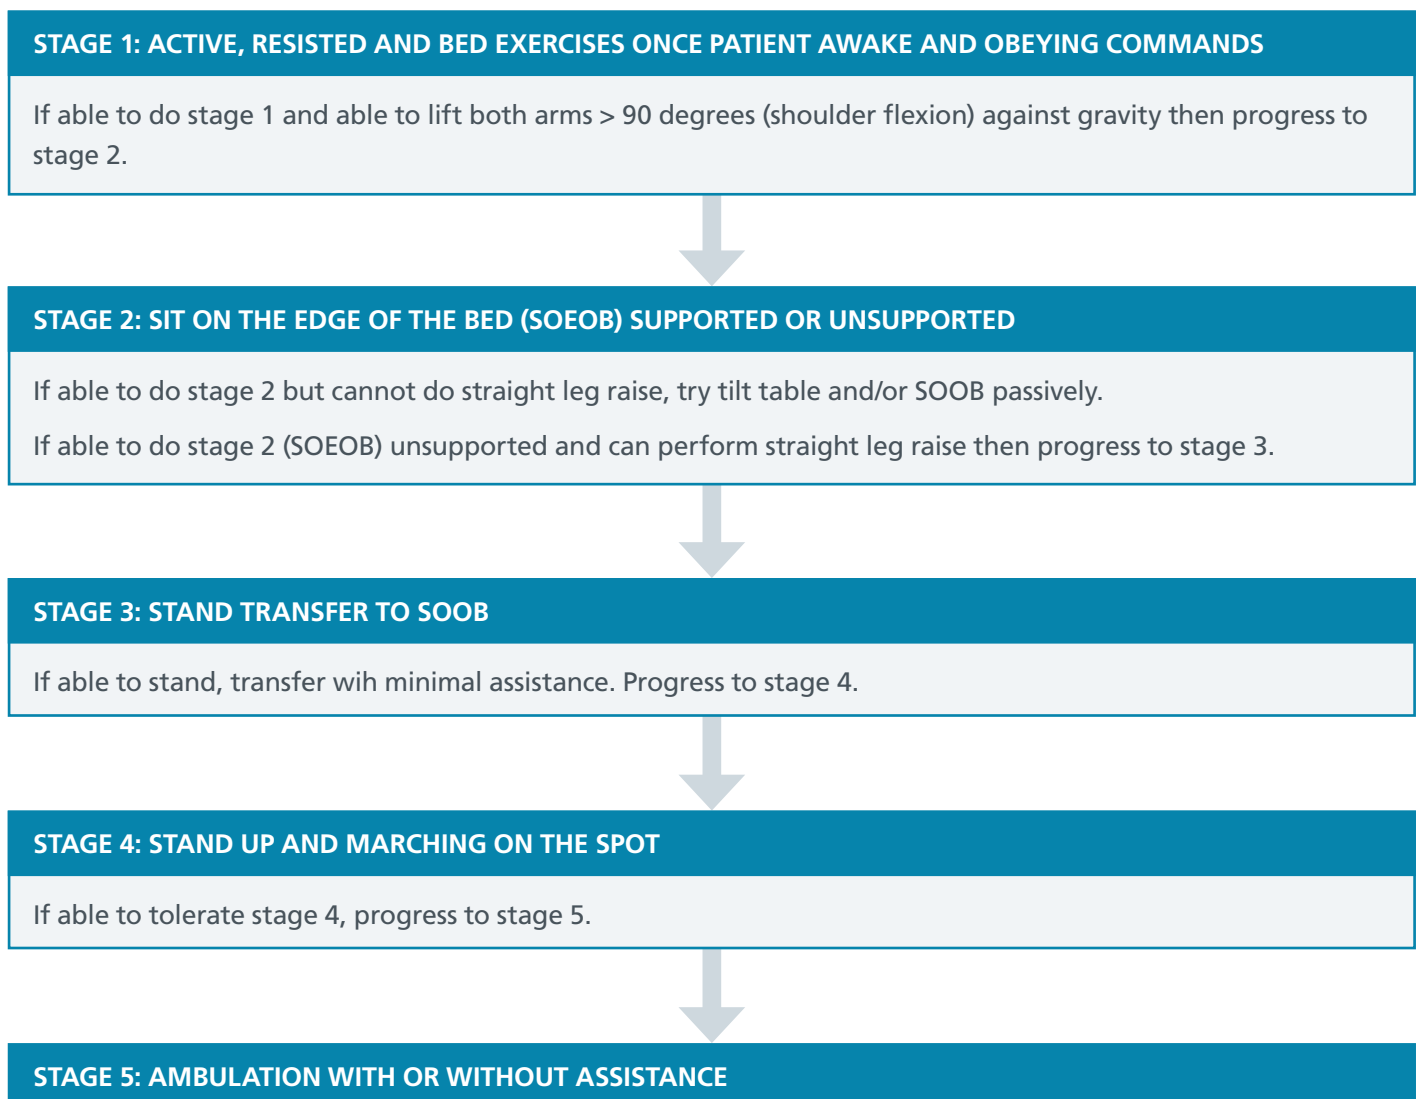 STAGE 1: ACTIVE, RESISTED AND BED EXERCISES ONCE PATIENT AWAKE AND OBEYING COMMANDS
If able to do stage 1 and able to lift both arms > 90 degrees (shoulder flexion) against gravity then progress to
stage 2.
STAGE 2: SIT ON THE EDGE OF THE BED (SOEOB) SUPPORTED OR UNSUPPORTED
If able to do stage 2 but cannot do straight leg raise, try tilt table and/or SOOB passively.
If able to do stage 2 (SOEOB) unsupported and can perform straight leg raise then progress to stage 3.
STAGE 3: STAND TRANSFER TO SOOB
If able to stand, transfer wih minimal assistance. Progress to stage 4.
STAGE 4: STAND UP AND MARCHING ON THE SPOT
If able to tolerate stage 4, progress to stage 5.
STAGE 5: AMBULATION WITH OR WITHOUT ASSISTANCE